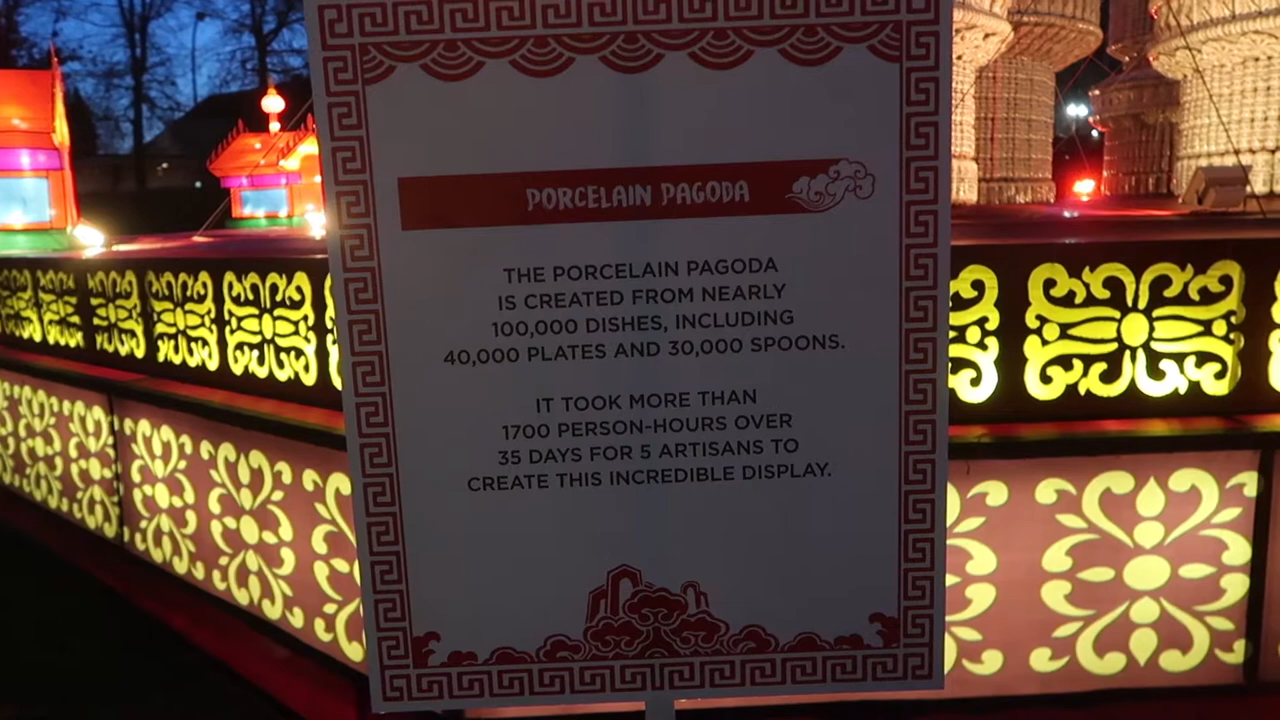 PORCELAIN PAGODA
THE PORCELAIN PAGODA
IS CREATED FROM NEARLY
100,000 DISHES, INCLUDING
40,000 PLATES AND 30,000 SPOONS.
IT TOOK MORE THAN
1700 PERSON-HOURS OVER
35 DAYS FOR 5 ARTISANS TO
CREATE THIS INCREDIBLE DISPLAY.